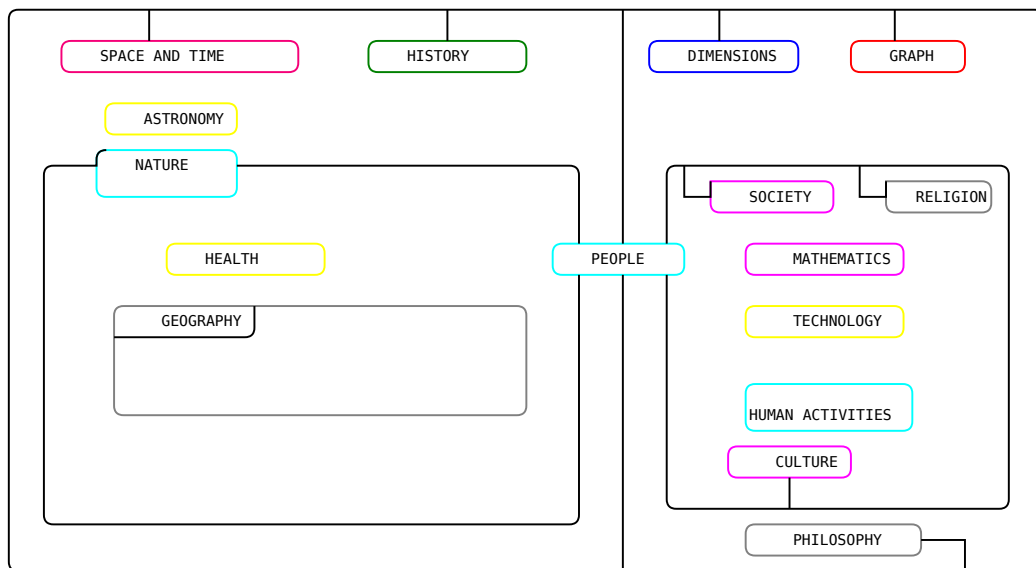 SPACE AND TIME
HISTORY
DIMENSIONS
GRAPH
ASTRONOMY
NATURE
SOCIETY
RELIGION
HEALTH
PEOPLE
MATHEMATICS
GEOGRAPHY
TECHNOLOGY
HUMAN ACTIVITIES
CULTURE
PHILOSOPHY